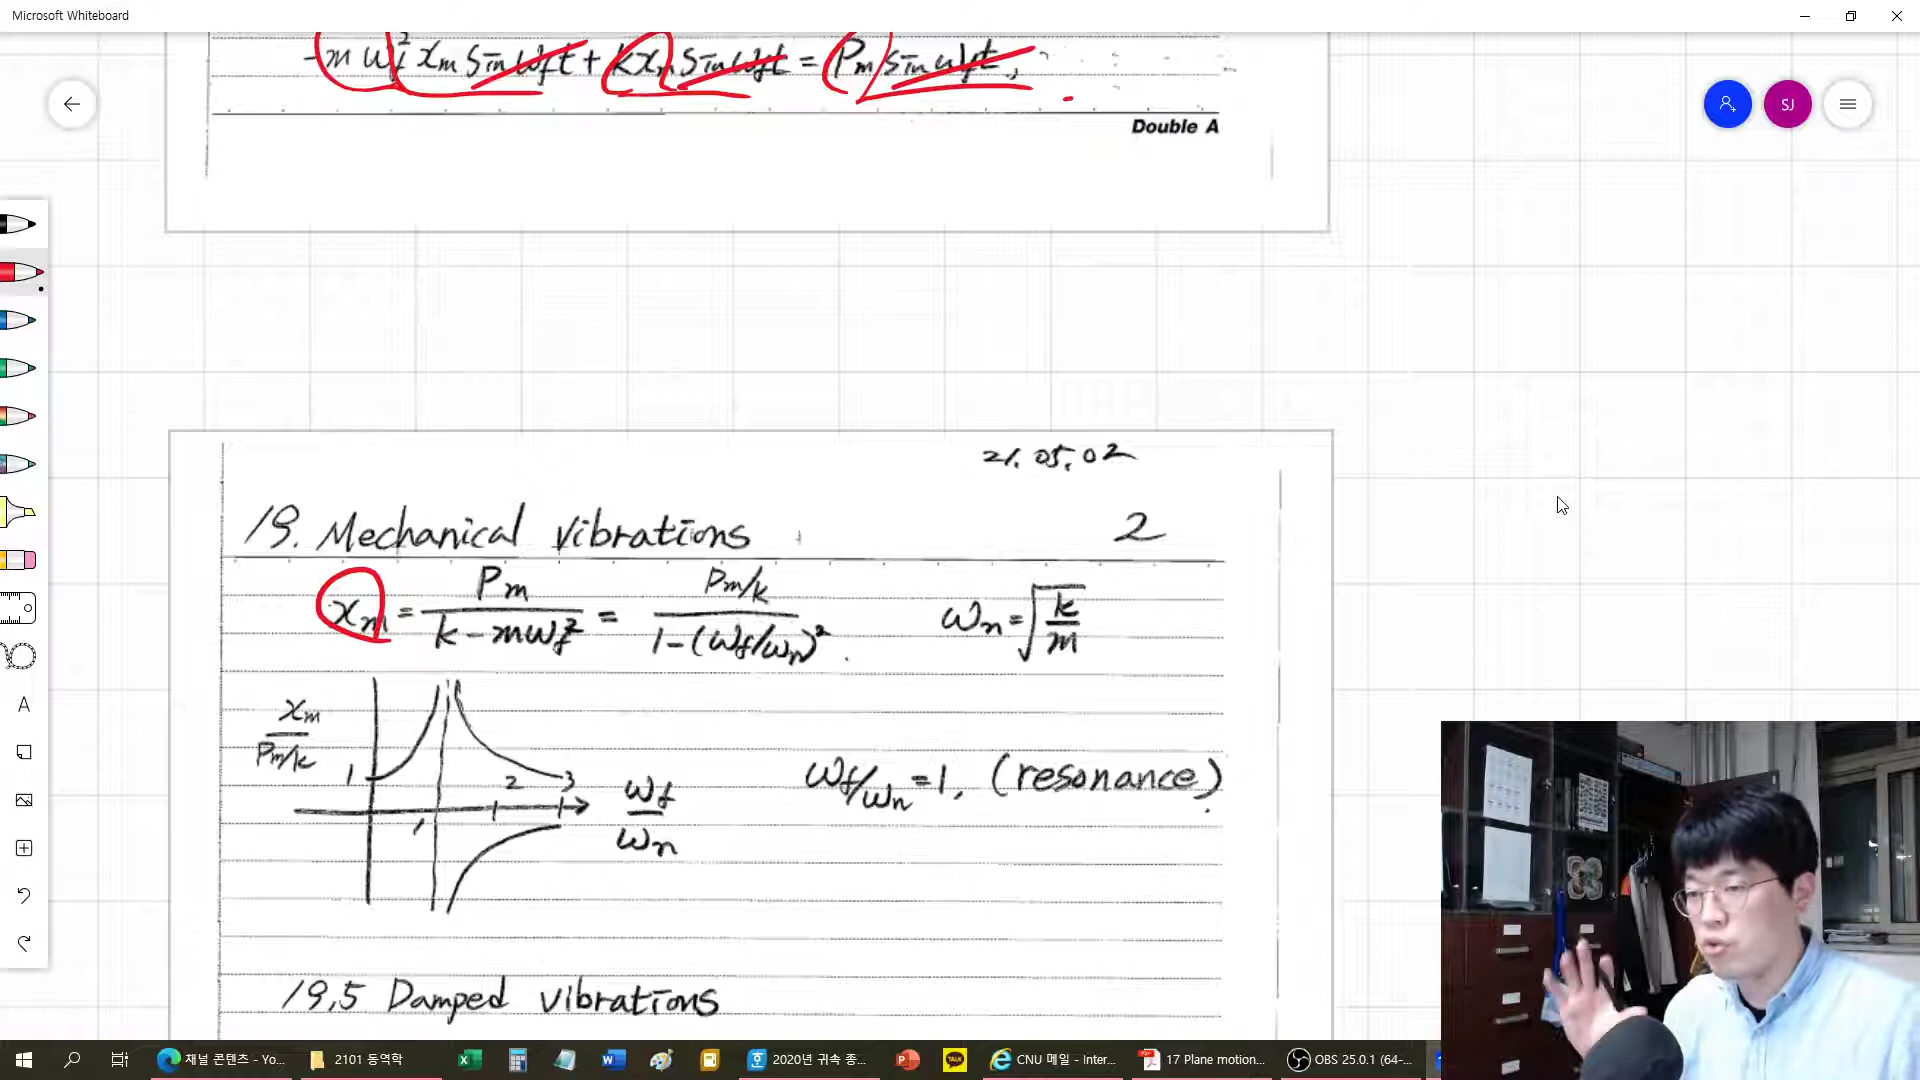 Microsoft Whiteboard
-m ωf² xm sin ωft + kxm sin ωft = Pm sin ωft,
Double A
SJ
21. 05. 02
19. Mechanical vibrations
2
xm = Pm / (k - mωf²) = (Pm/k) / (1 - (ωf/ωn)²). ωn = √(k/m)
xm / (Pm/k)
1
2 3
1
ωf / ωn
ωf/ωn = 1, (resonance).
19,5 Damped vibrations
A
채널 콘텐츠 - Yo...
2101 동역학
2020년 귀속 종...
TALK
CNU 메일 - Inter...
17 Plane motion...
OBS 25.0.1 (64-...